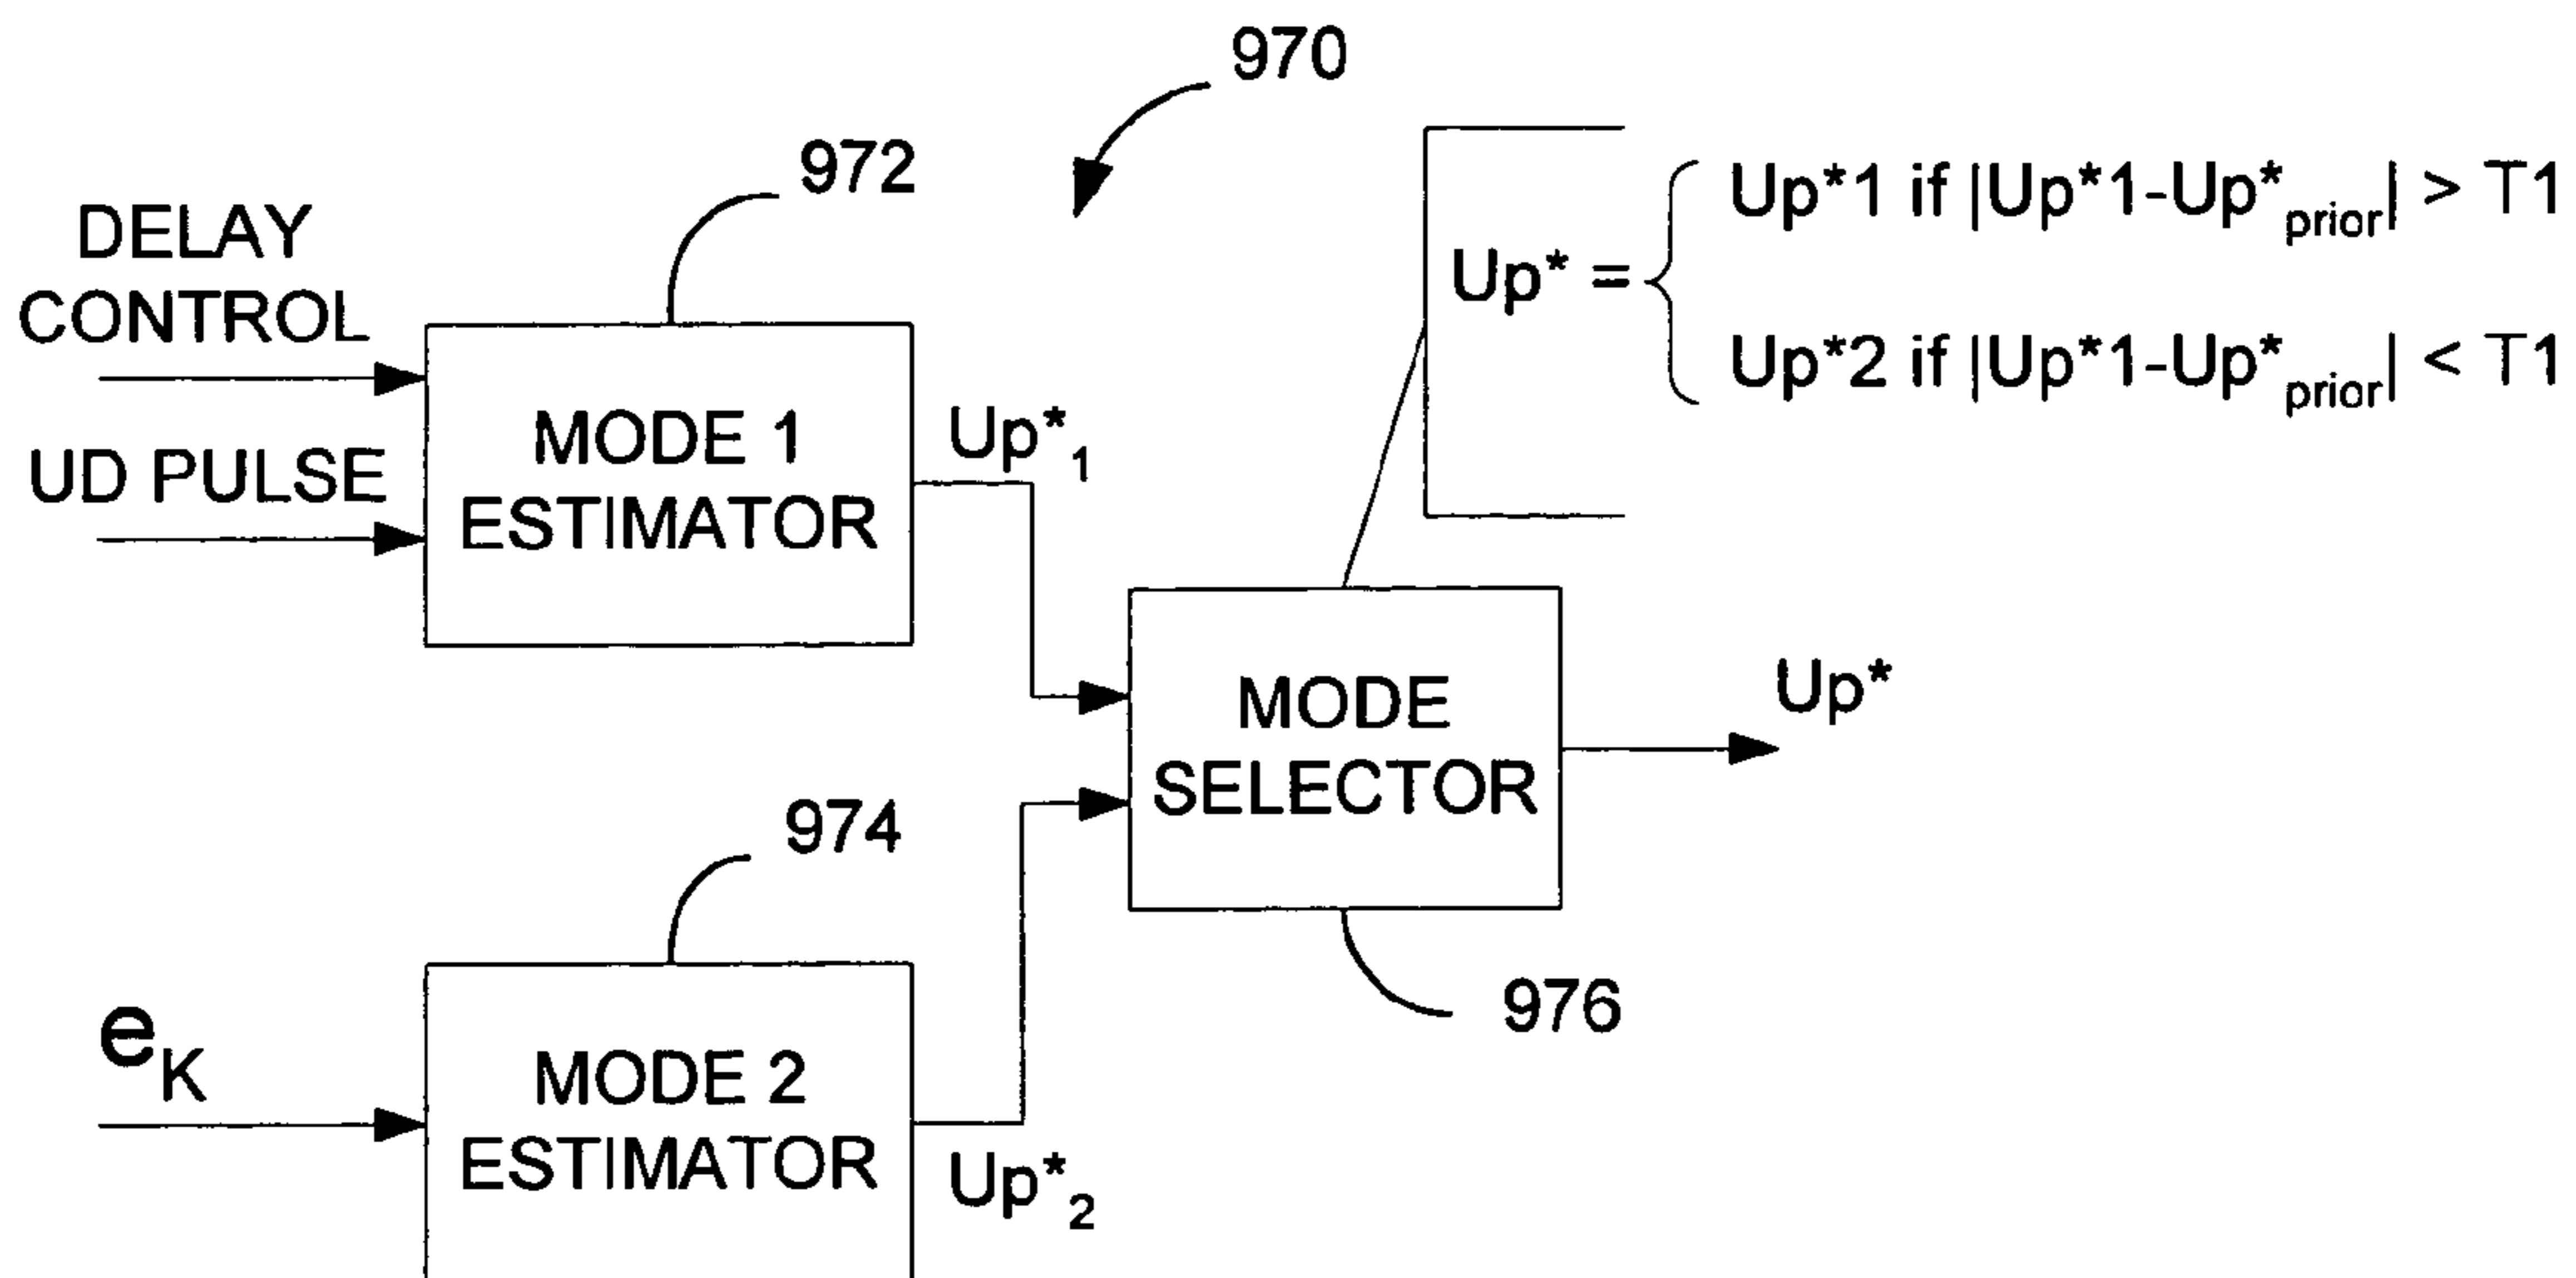 970
972
DELAY
CONTROL
UD PULSE
MODE 1
ESTIMATOR
Up*1
Up* = { Up*1 if |Up*1-Up*prior| > T1
Up*2 if |Up*1-Up*prior| < T1
MODE
SELECTOR
Up*
976
974
eK
MODE 2
ESTIMATOR
Up*2